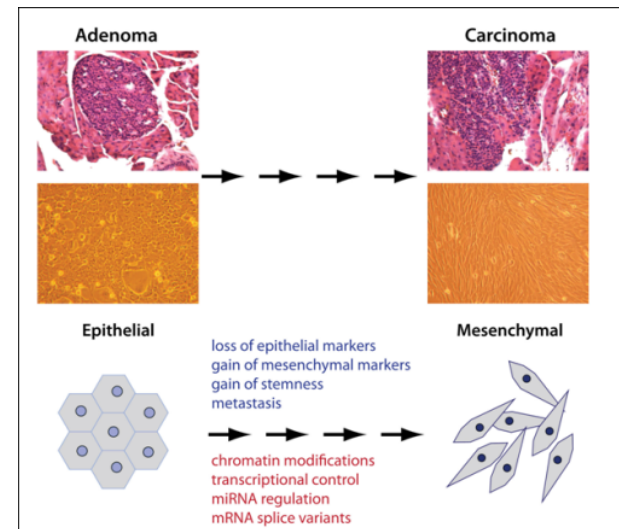 Adenoma
Carcinoma
Epithelial
Mesenchymal
loss of epithelial markers
gain of mesenchymal markers
gain of stemness
metastasis
chromatin modifications
transcriptional control
miRNA regulation
mRNA splice variants